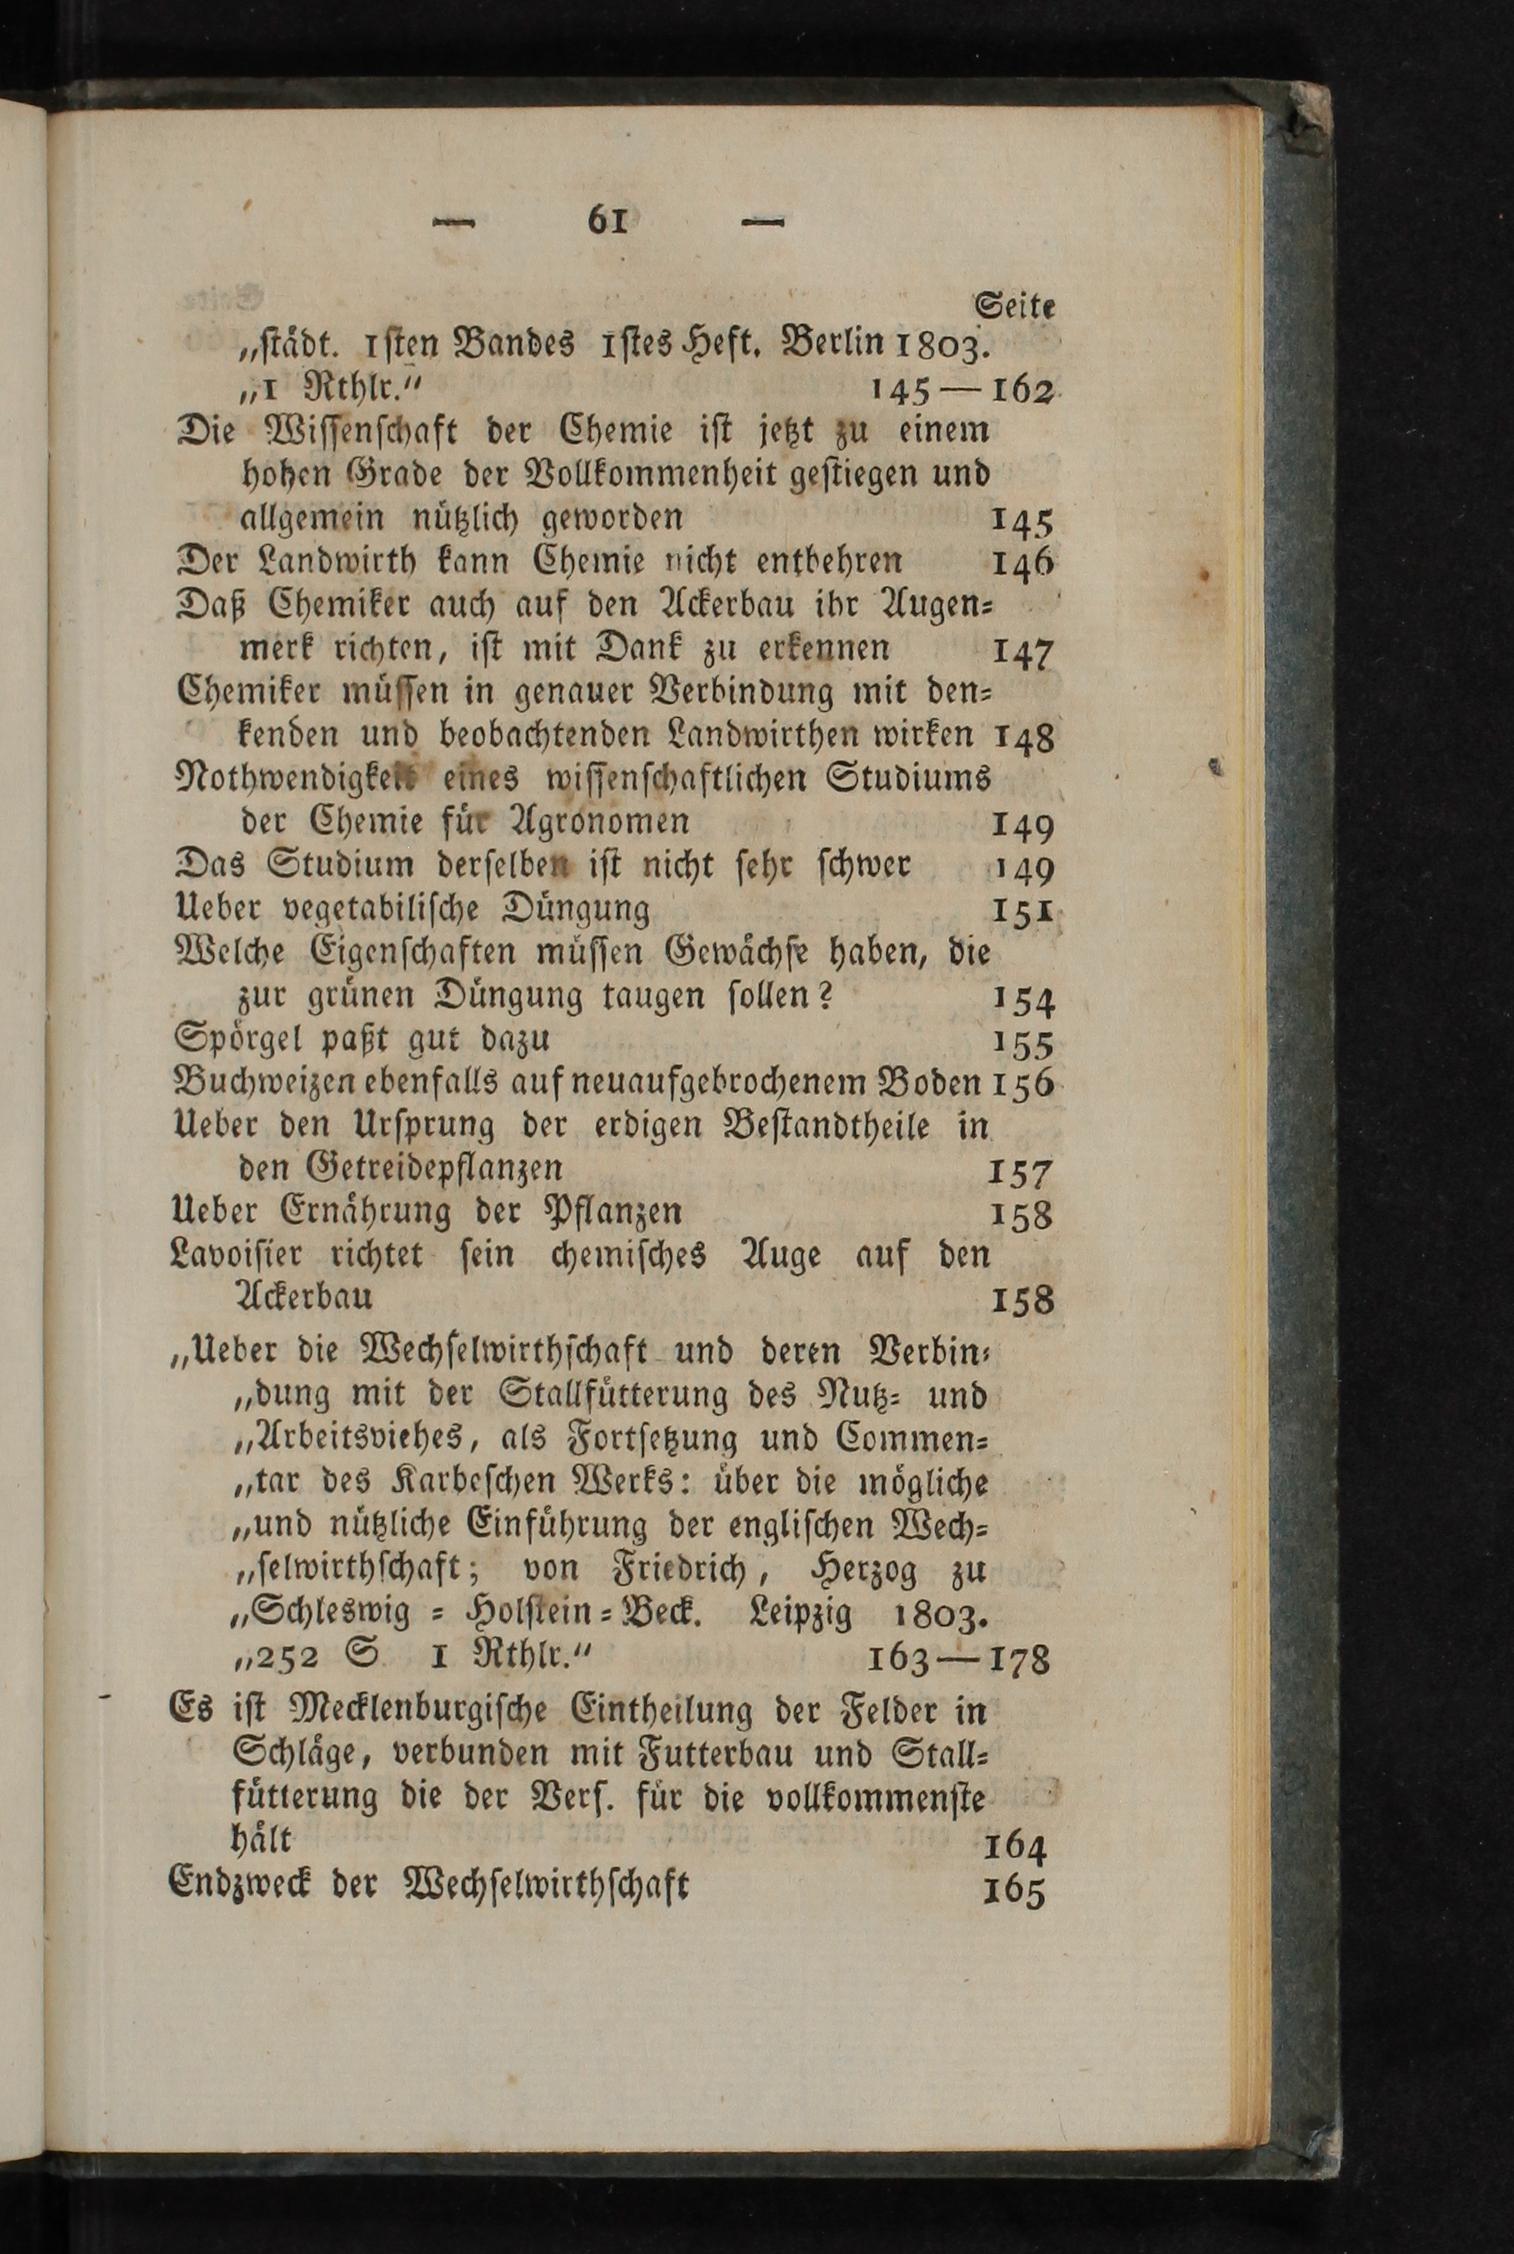 — 61 —
Seite
„ſtädt. 1ſten Bandes 1ſtes Heft. Berlin 1803.
„1 Rthlr.“ 145—162
Die Wiſſenſchaft der Chemie iſt jetzt zu einem
hohen Grade der Vollkommenheit geſtiegen und
allgemein nützlich geworden 145
Der Landwirth kann Chemie nicht entbehren 146
Daß Chemiker auch auf den Ackerbau ihr Augen⸗
merk richten, iſt mit Dank zu erkennen 147
Chemiker müſſen in genauer Verbindung mit den⸗
kenden und beobachtenden Landwirthen wirken 148
Nothwendigkeit eines wiſſenſchaftlichen Studiums
der Chemie für Agronomen 149
Das Studium derſelben iſt nicht ſehr ſchwer 149
Ueber vegetabiliſche Düngung 151
Welche Eigenſchaften müſſen Gewächſe haben, die
zur grünen Düngung taugen ſollen? 154
Spörgel paßt gut dazu 155
Buchweizen ebenfalls auf neuaufgebrochenem Boden 156
Ueber den Urſprung der erdigen Beſtandtheile in
den Getreidepflanzen 157
Ueber Ernährung der Pflanzen 158
Lavoiſier richtet ſein chemiſches Auge auf den
Ackerbau 158
„Ueber die Wechſelwirthſchaft und deren Verbin⸗
„dung mit der Stallfütterung des Nutz⸗ und
„Arbeitsviehes, als Fortſetzung und Commen⸗
„tar des Karbeſchen Werks: über die mögliche
„und nützliche Einführung der engliſchen Wech⸗
„ſelwirthſchaft; von Friedrich, Herzog zu
„Schleswig ⸗ Holſtein ⸗ Beck. Leipzig 1803.
„252 S 1 Rthlr.“ 163—178
Es iſt Mecklenburgiſche Eintheilung der Felder in
Schläge, verbunden mit Futterbau und Stall⸗
fütterung die der Verf. für die vollkommenſte
hält 164
Endzweck der Wechſelwirthſchaft 165